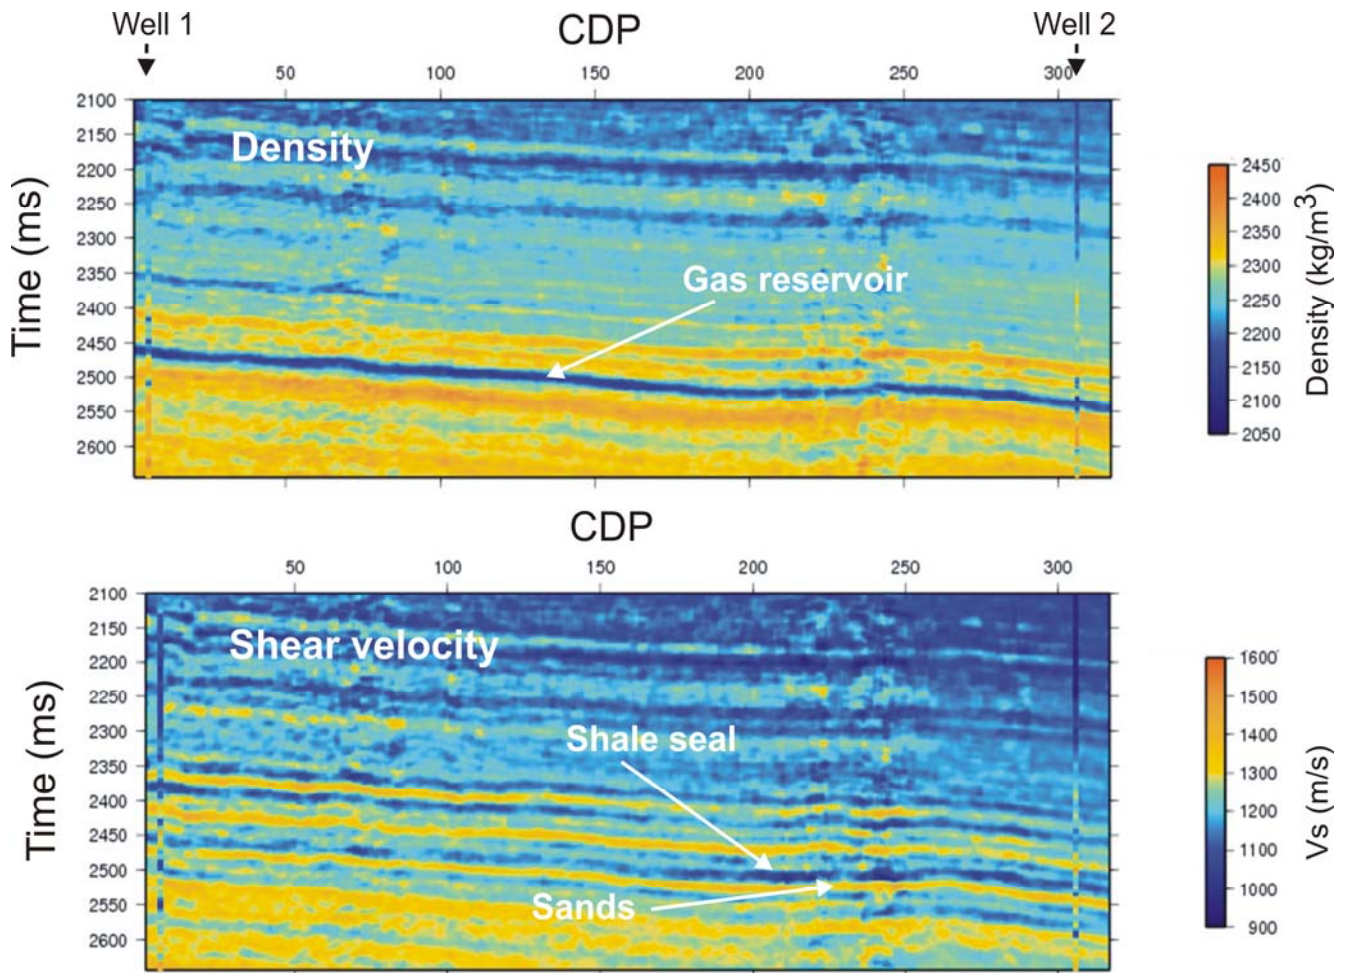 Well 1
CDP
Well 2
50 100 150 200 250 300
2100
2150
2200
2250
2300
2350
2400
2450
2500
2550
2600
Time (ms)
Density
Gas reservoir
2450
2400
2350
2300
2250
2200
2150
2100
2050
Density (kg/m³)
CDP
50 100 150 200 250 300
2100
2150
2200
2250
2300
2350
2400
2450
2500
2550
2600
Time (ms)
Shear velocity
Shale seal
Sands
1600
1500
1400
1300
1200
1100
1000
900
Vs (m/s)